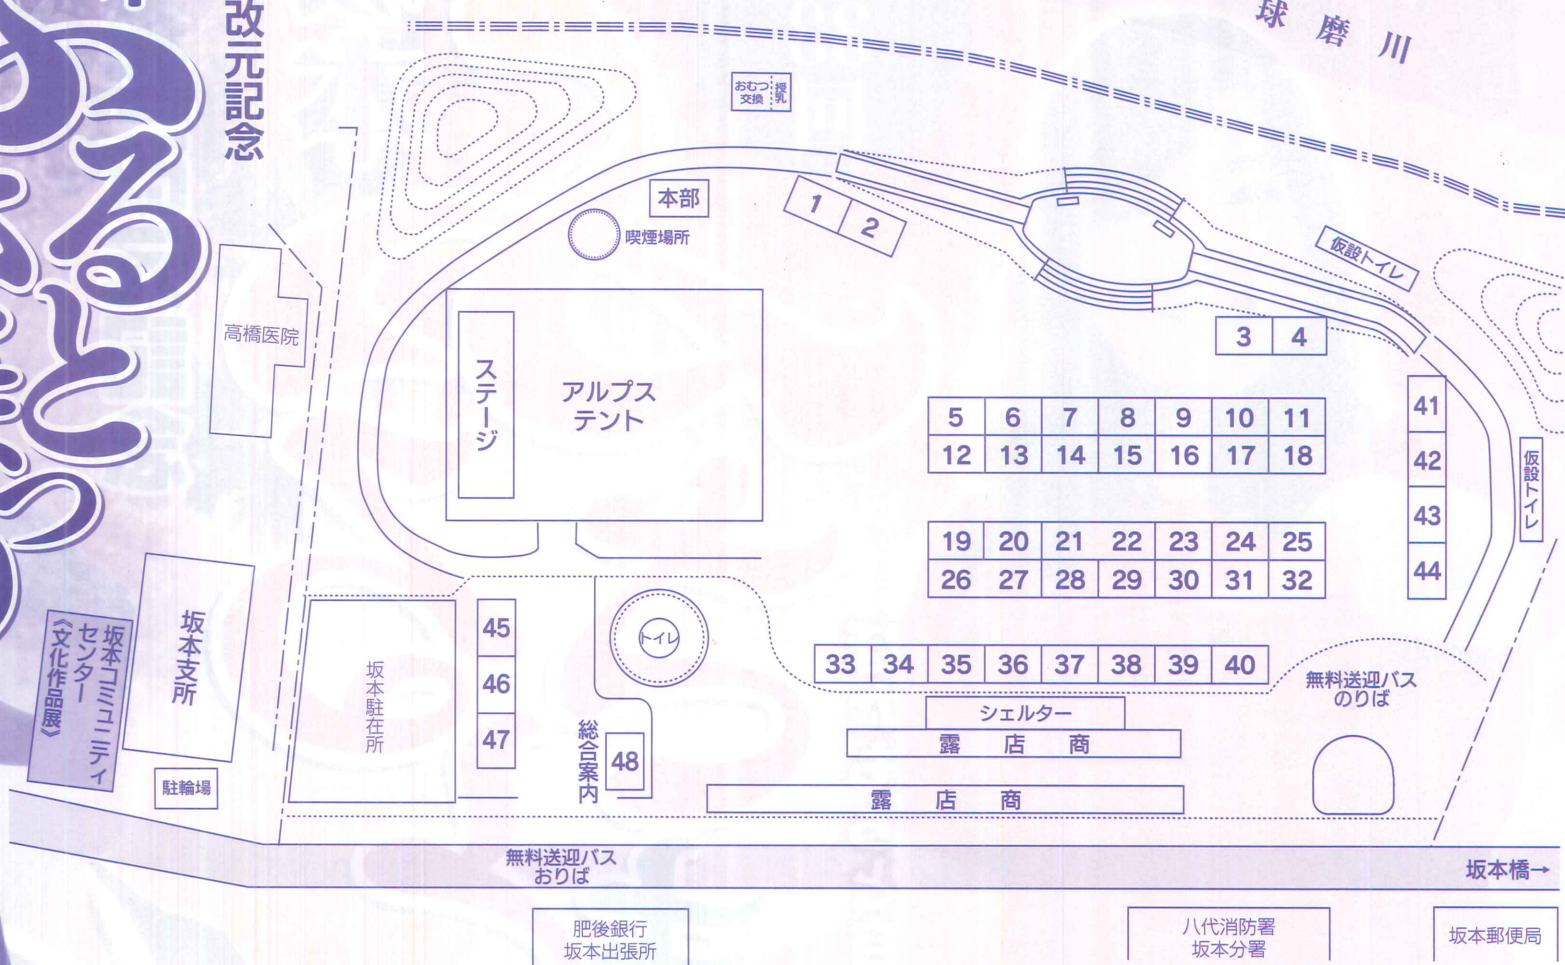 改元記念
球磨川
おむつ交換
授乳
本部
喫煙場所
1
2
仮設トイレ
高橋医院
3 4
ステージ
アルプス
テント
5 6 7 8 9 10 11
12 13 14 15 16 17 18
41
42
43
44
仮設トイレ
19 20 21 22 23 24 25
26 27 28 29 30 31 32
坂本支所
坂本コミュニティ
センター
《文化作品展》
駐輪場
坂本駐在所
45
46
47
トイレ
総合案内
48
33 34 35 36 37 38 39 40
シェルター
露店商
露店商
無料送迎バス
のりば
無料送迎バス
おりば
坂本橋→
肥後銀行
坂本出張所
八代消防署
坂本分署
坂本郵便局